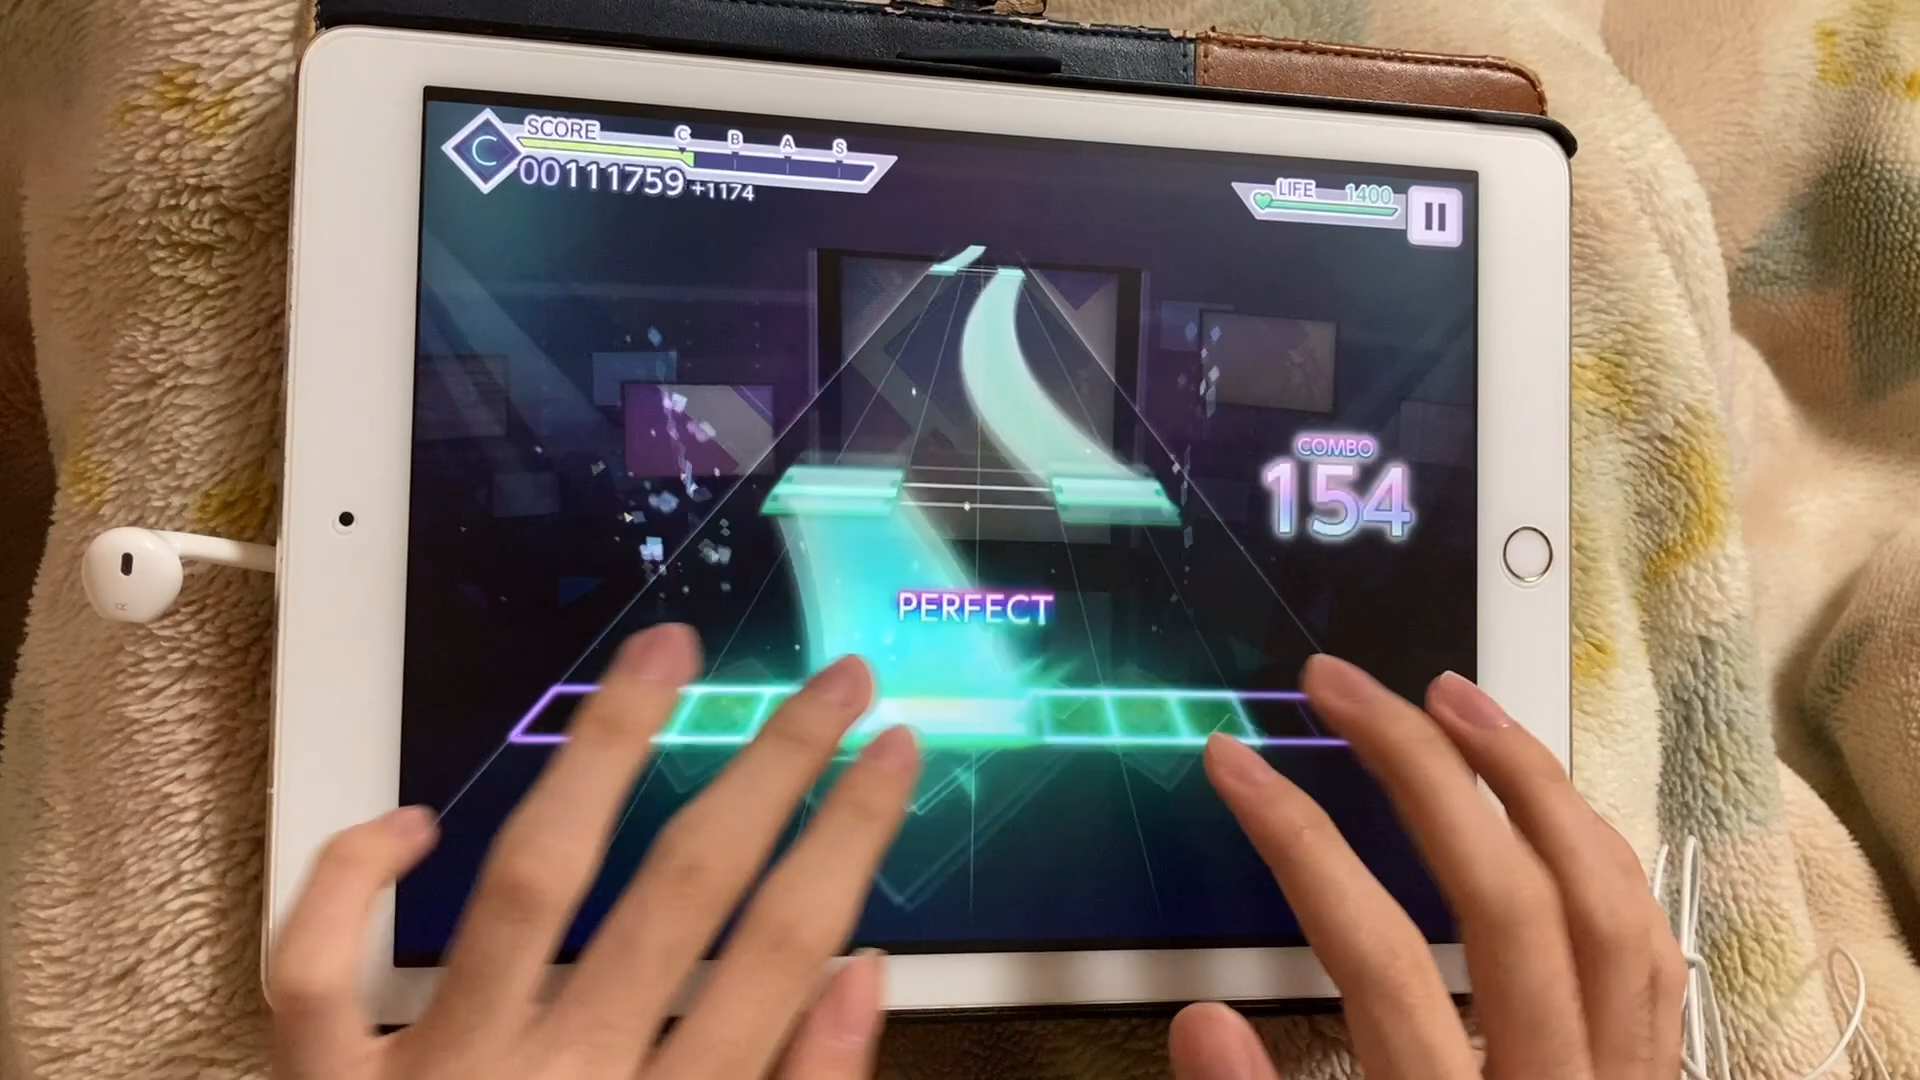 SCORE
C B A S
C
00111759 +1174
LIFE 1400
COMBO
154
PERFECT